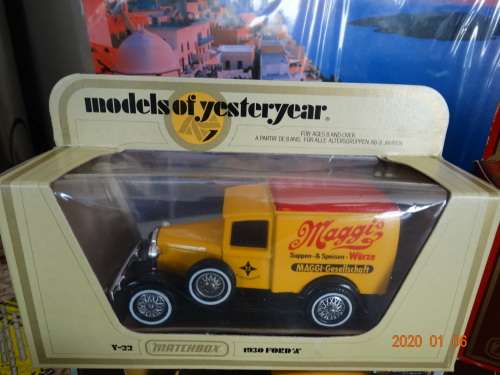 models of yesteryear
FOR AGES 8 AND OVER
A PARTIR DE 8 ANS. FÜR ALLE ALTERSGRUPPEN AB 8 JAHREN
Maggi's
Suppen- & Speisen-Würze
MAGGI-Gesellschaft
Y-22 MATCHBOX 1930 FORD 'A'
2020 01 06